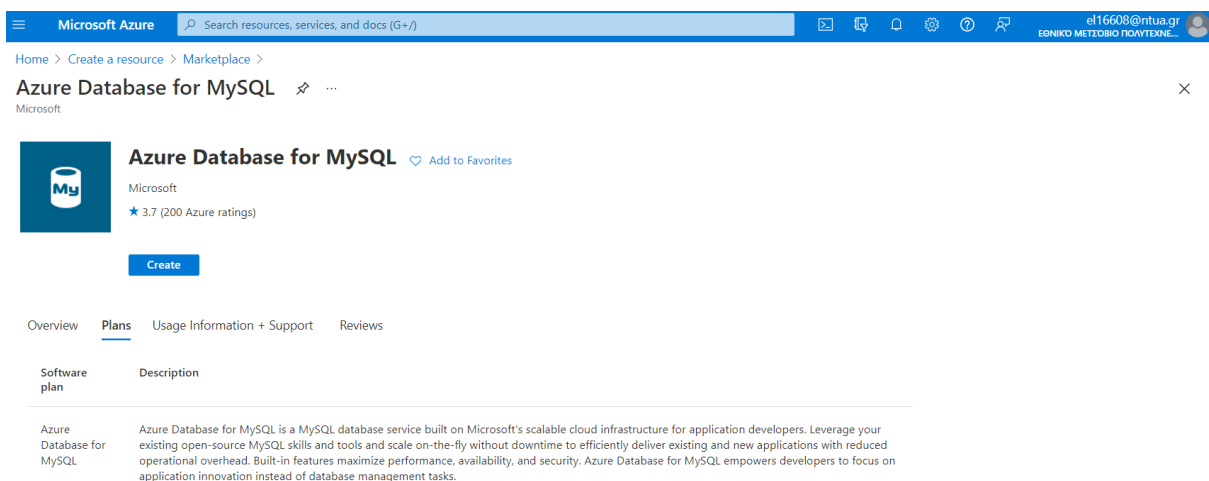 Microsoft Azure
Search resources, services, and docs (G+/)
el16608@ntua.gr
ΕΘΝΙΚΟ ΜΕΤΣΟΒΙΟ ΠΟΛΥΤΕΧΝΕ...
Home > Create a resource > Marketplace >
Azure Database for MySQL ...
Microsoft
My
Azure Database for MySQL Add to Favorites
Microsoft
3.7 (200 Azure ratings)
Create
Overview Plans Usage Information + Support Reviews
Software plan Description
Azure Database for MySQL
Azure Database for MySQL is a MySQL database service built on Microsoft's scalable cloud infrastructure for application developers. Leverage your
existing open-source MySQL skills and tools and scale on-the-fly without downtime to efficiently deliver existing and new applications with reduced
operational overhead. Built-in features maximize performance, availability, and security. Azure Database for MySQL empowers developers to focus on
application innovation instead of database management tasks.